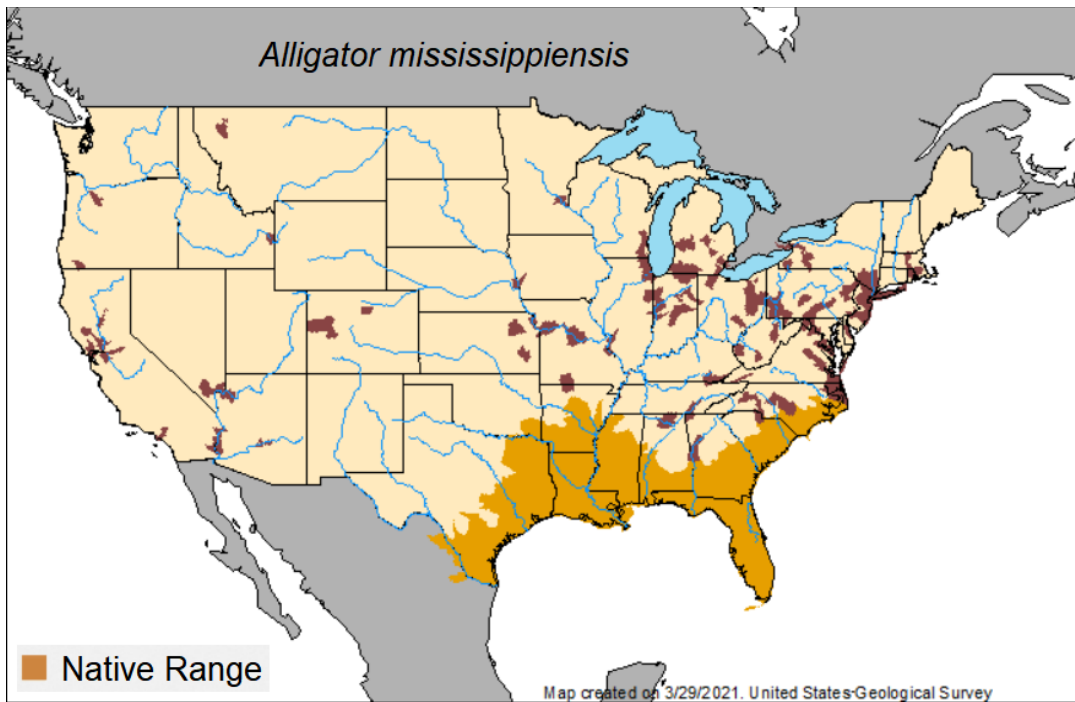 Alligator mississippiensis
Native Range
Map created on 3/29/2021. United States Geological Survey